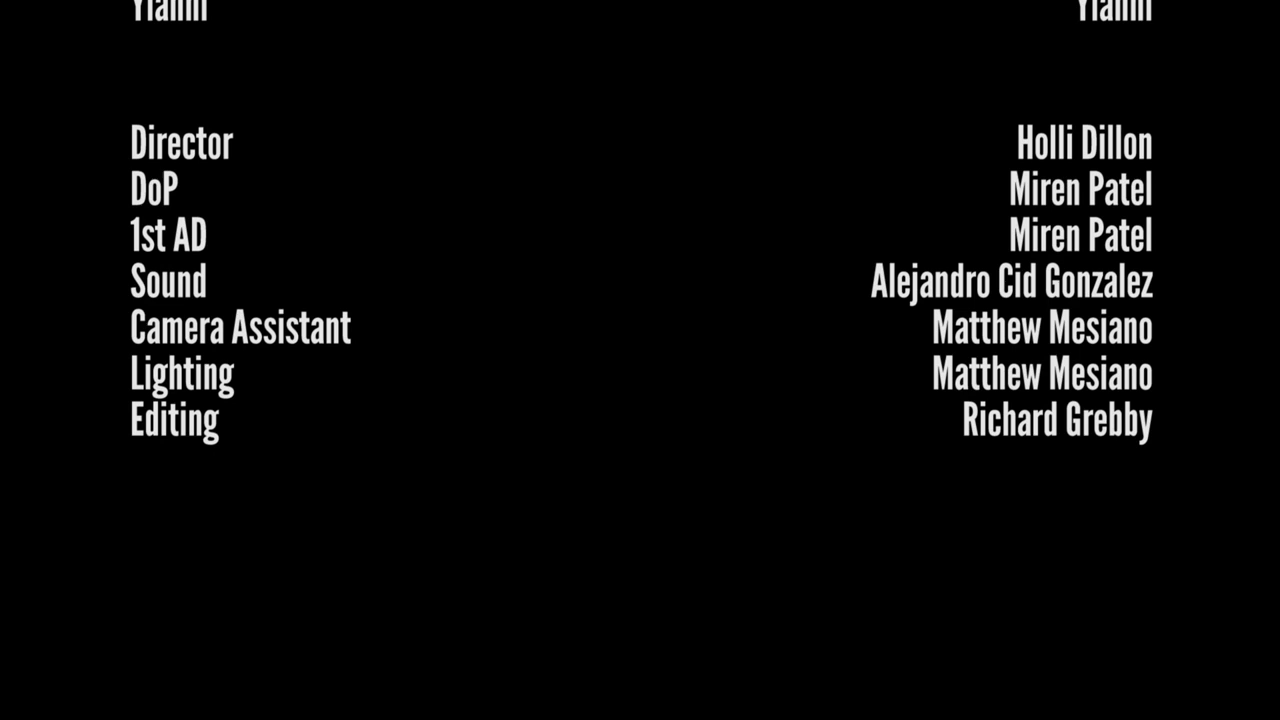 Director Holli Dillon
DoP Miren Patel
1st AD Miren Patel
Sound Alejandro Cid Gonzalez
Camera Assistant Matthew Mesiano
Lighting Matthew Mesiano
Editing Richard Grebby